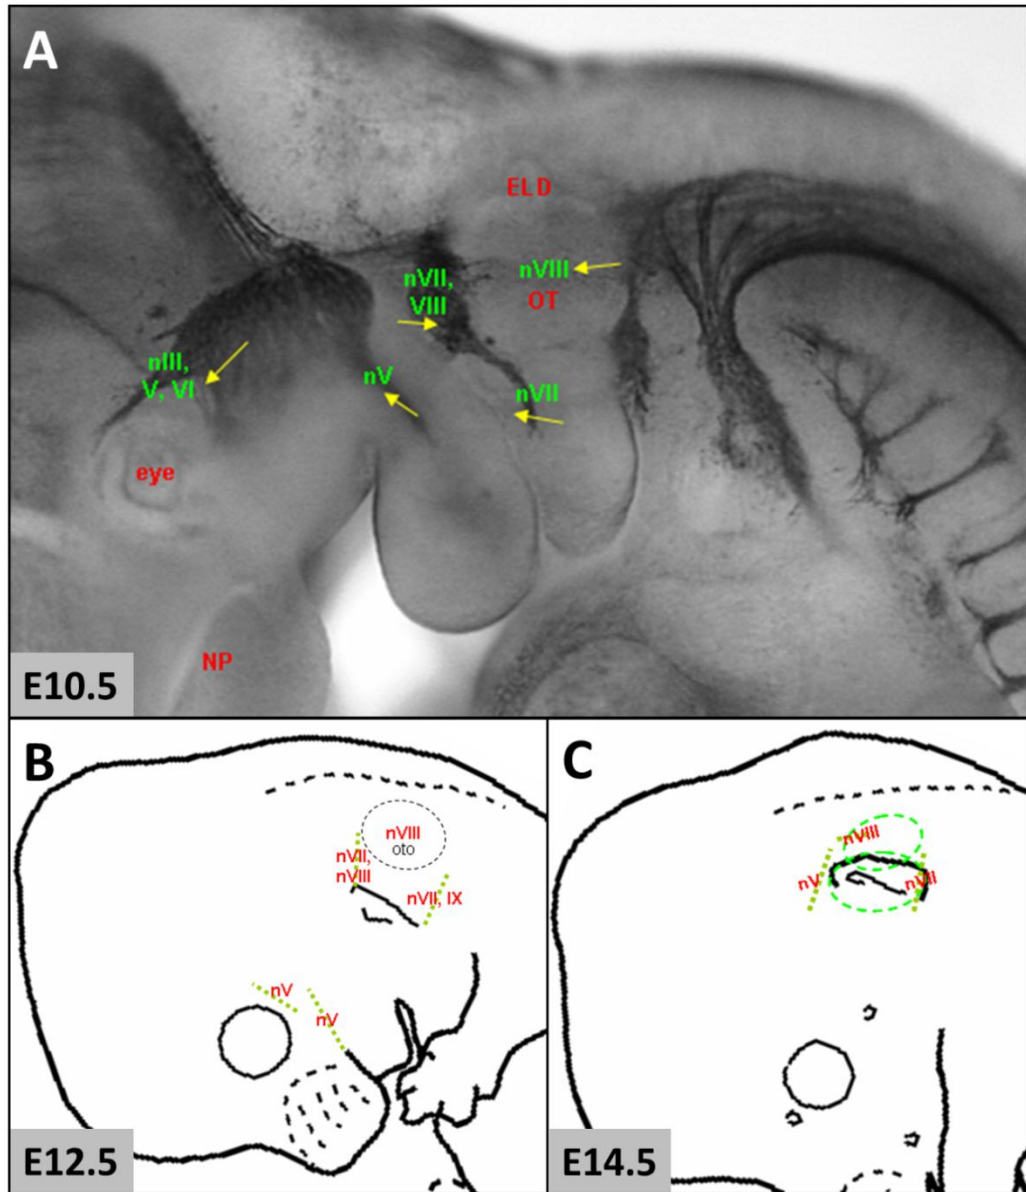 A
ELD
nVIII
OT
nVII,
VIII
nIII,
V, VI
nV
nVII
eye
NP
E10.5
B
nVIII
oto
nVII,
nVIII
nVII, IX
nV
nV
E12.5
C
nVIII
nV
nVII
E14.5